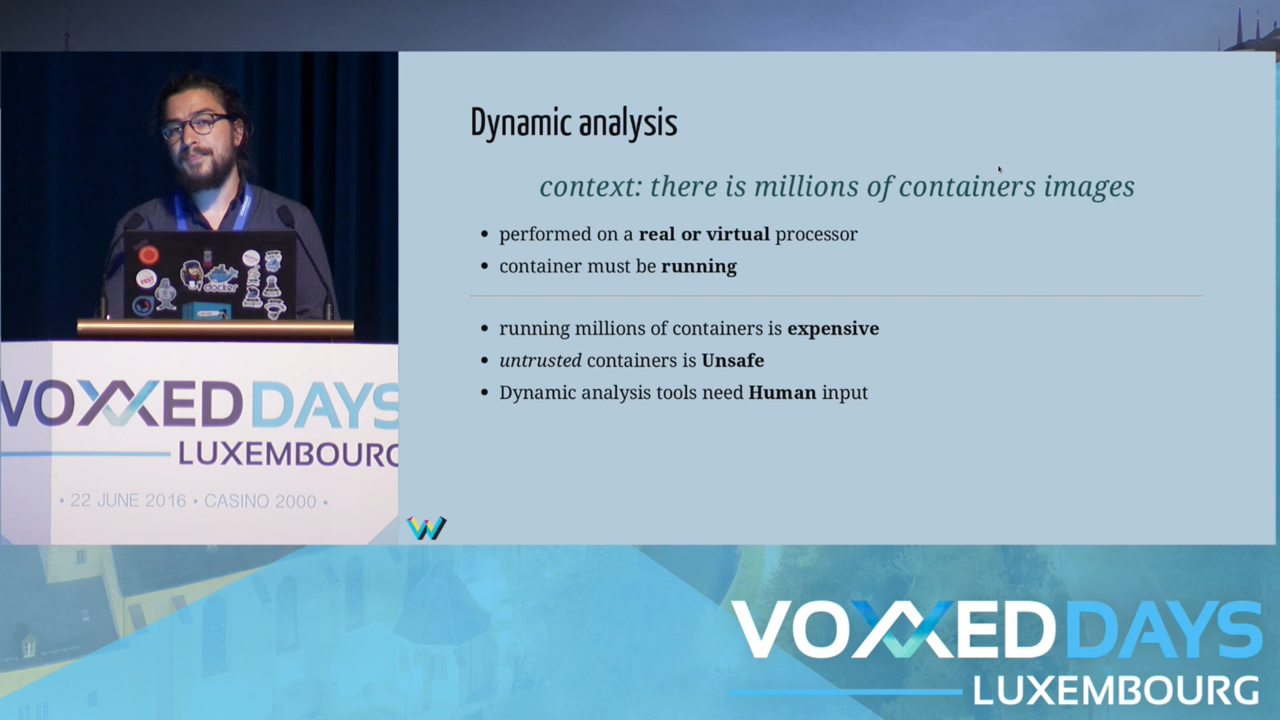 Dynamic analysis
context: there is millions of containers images
performed on a real or virtual processor
container must be running
running millions of containers is expensive
untrusted containers is Unsafe
Dynamic analysis tools need Human input
docker
VOXXED DAYS
LUXEMBOURG
• 22 JUNE 2016 • CASINO 2000 •
W
VOXXED DAYS
LUXEMBOURG